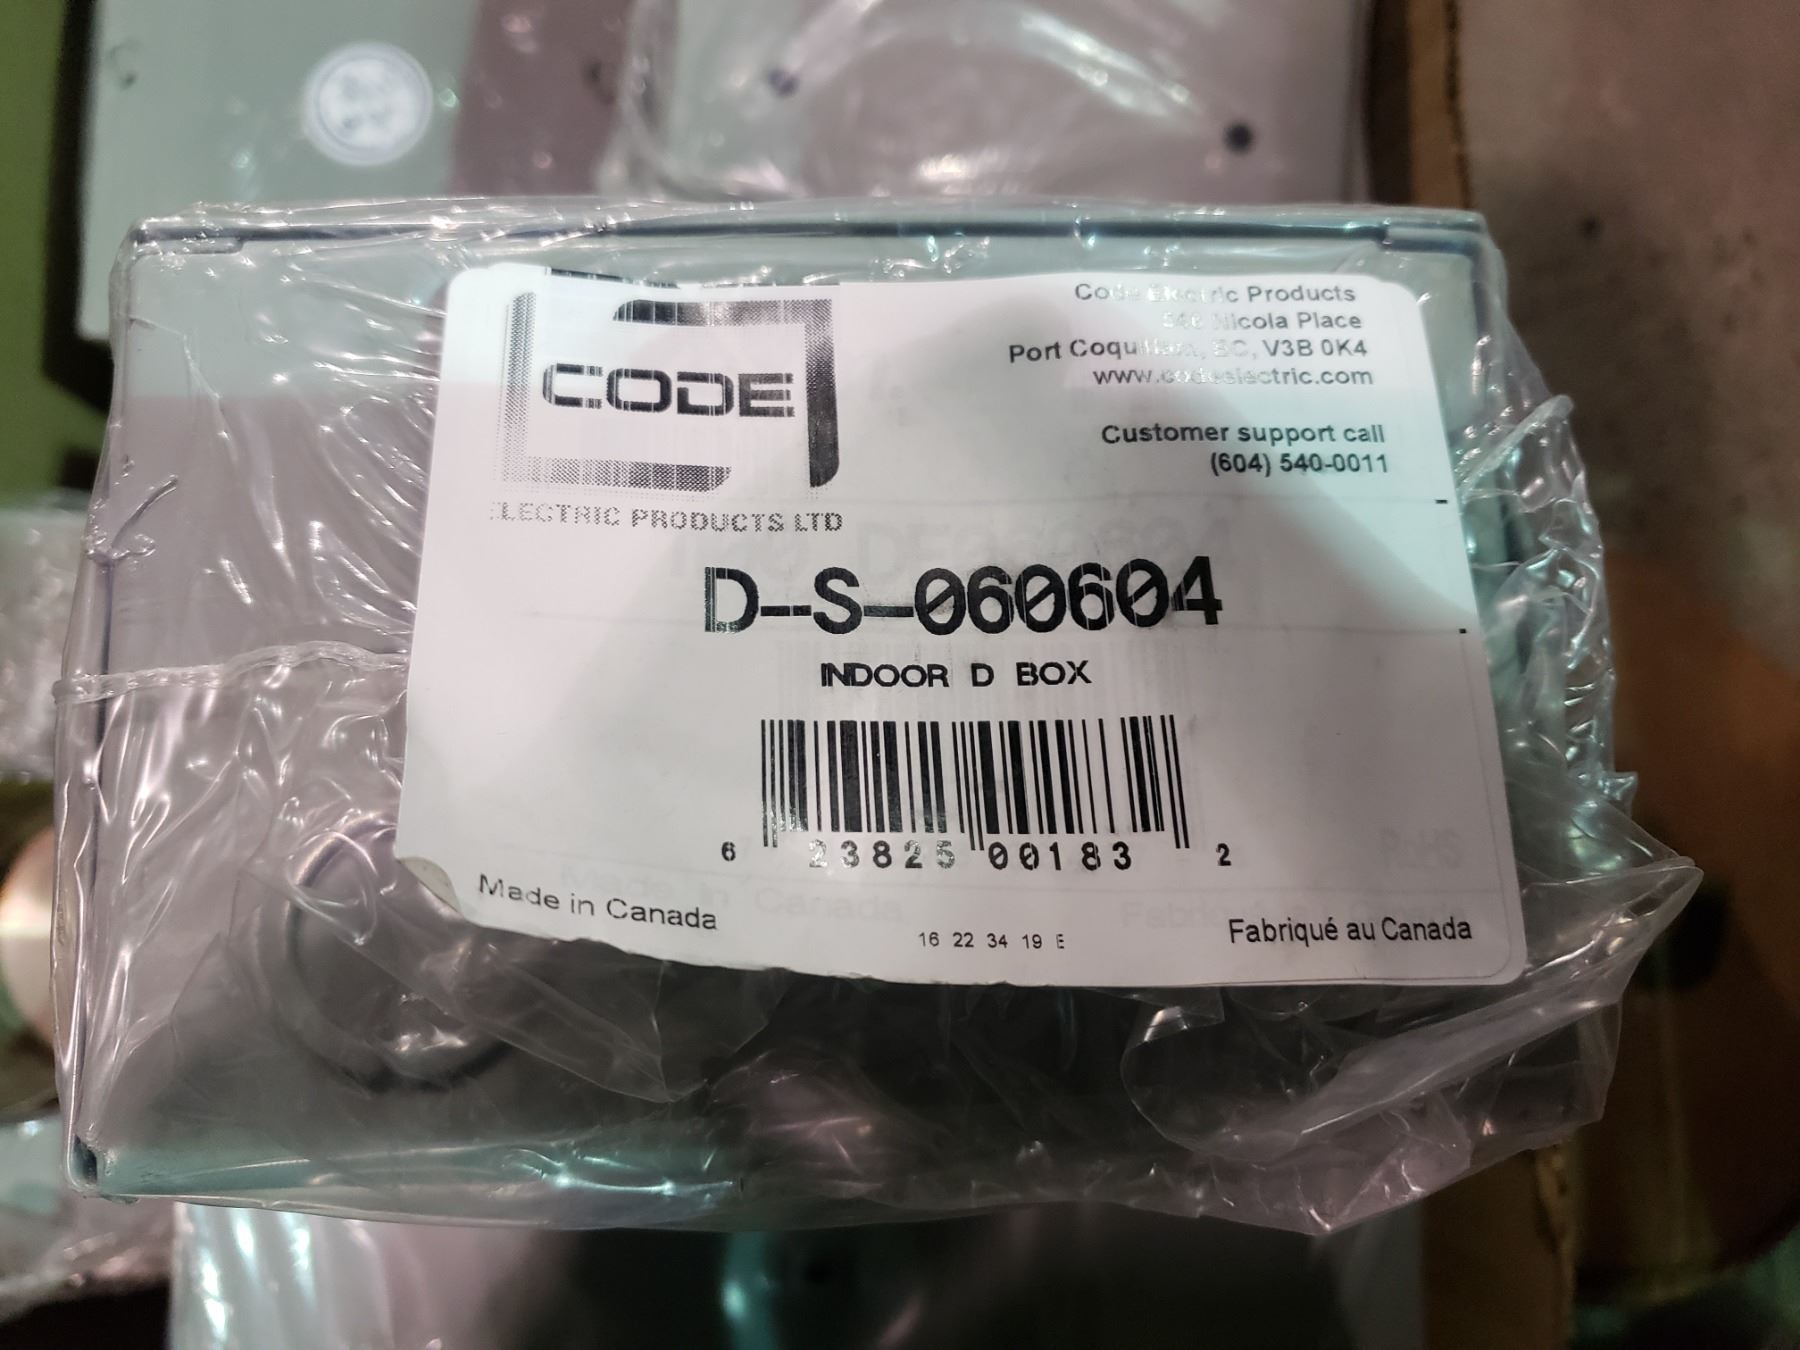 CODE
ELECTRIC PRODUCTS LTD
Code Electric Products
Nicola Place
Port Coquitlam, BC, V3B 0K4
www.codeelectric.com
Customer support call
(604) 540-0011
D-S-060604
INDOOR D BOX
6 23825 00183 2
Made in Canada
16 22 34 19 E
Fabriqué au Canada